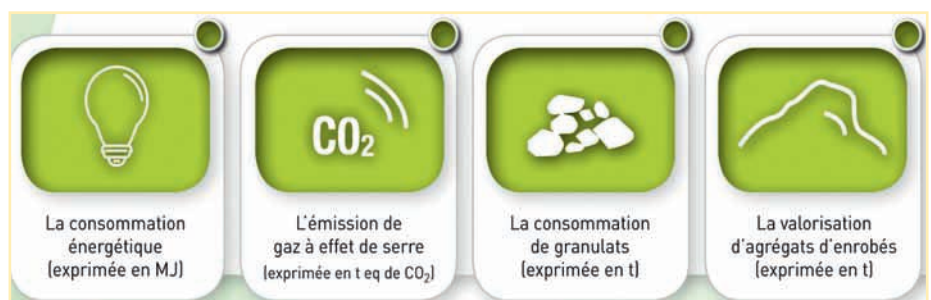 CO₂
La consommation
énergétique
(exprimée en MJ)
L'émission de
gaz à effet de serre
(exprimée en t eq de CO₂)
La consommation
de granulats
(exprimée en t)
La valorisation
d'agrégats d'enrobés
(exprimée en t)